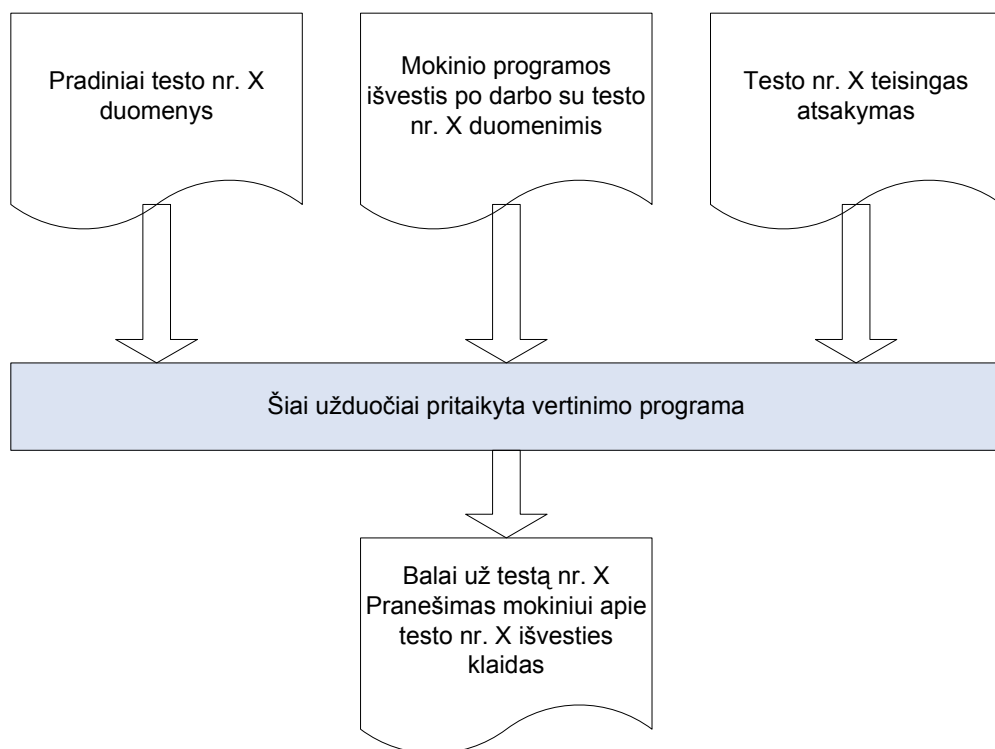 Pradiniai testo nr. X
duomenys
Mokinio programos
išvestis po darbo su testo
nr. X duomenimis
Testo nr. X teisingas
atsakymas
Šiai užduočiai pritaikyta vertinimo programa
Balai už testą nr. X
Pranešimas mokiniui apie
testo nr. X išvesties
klaidas